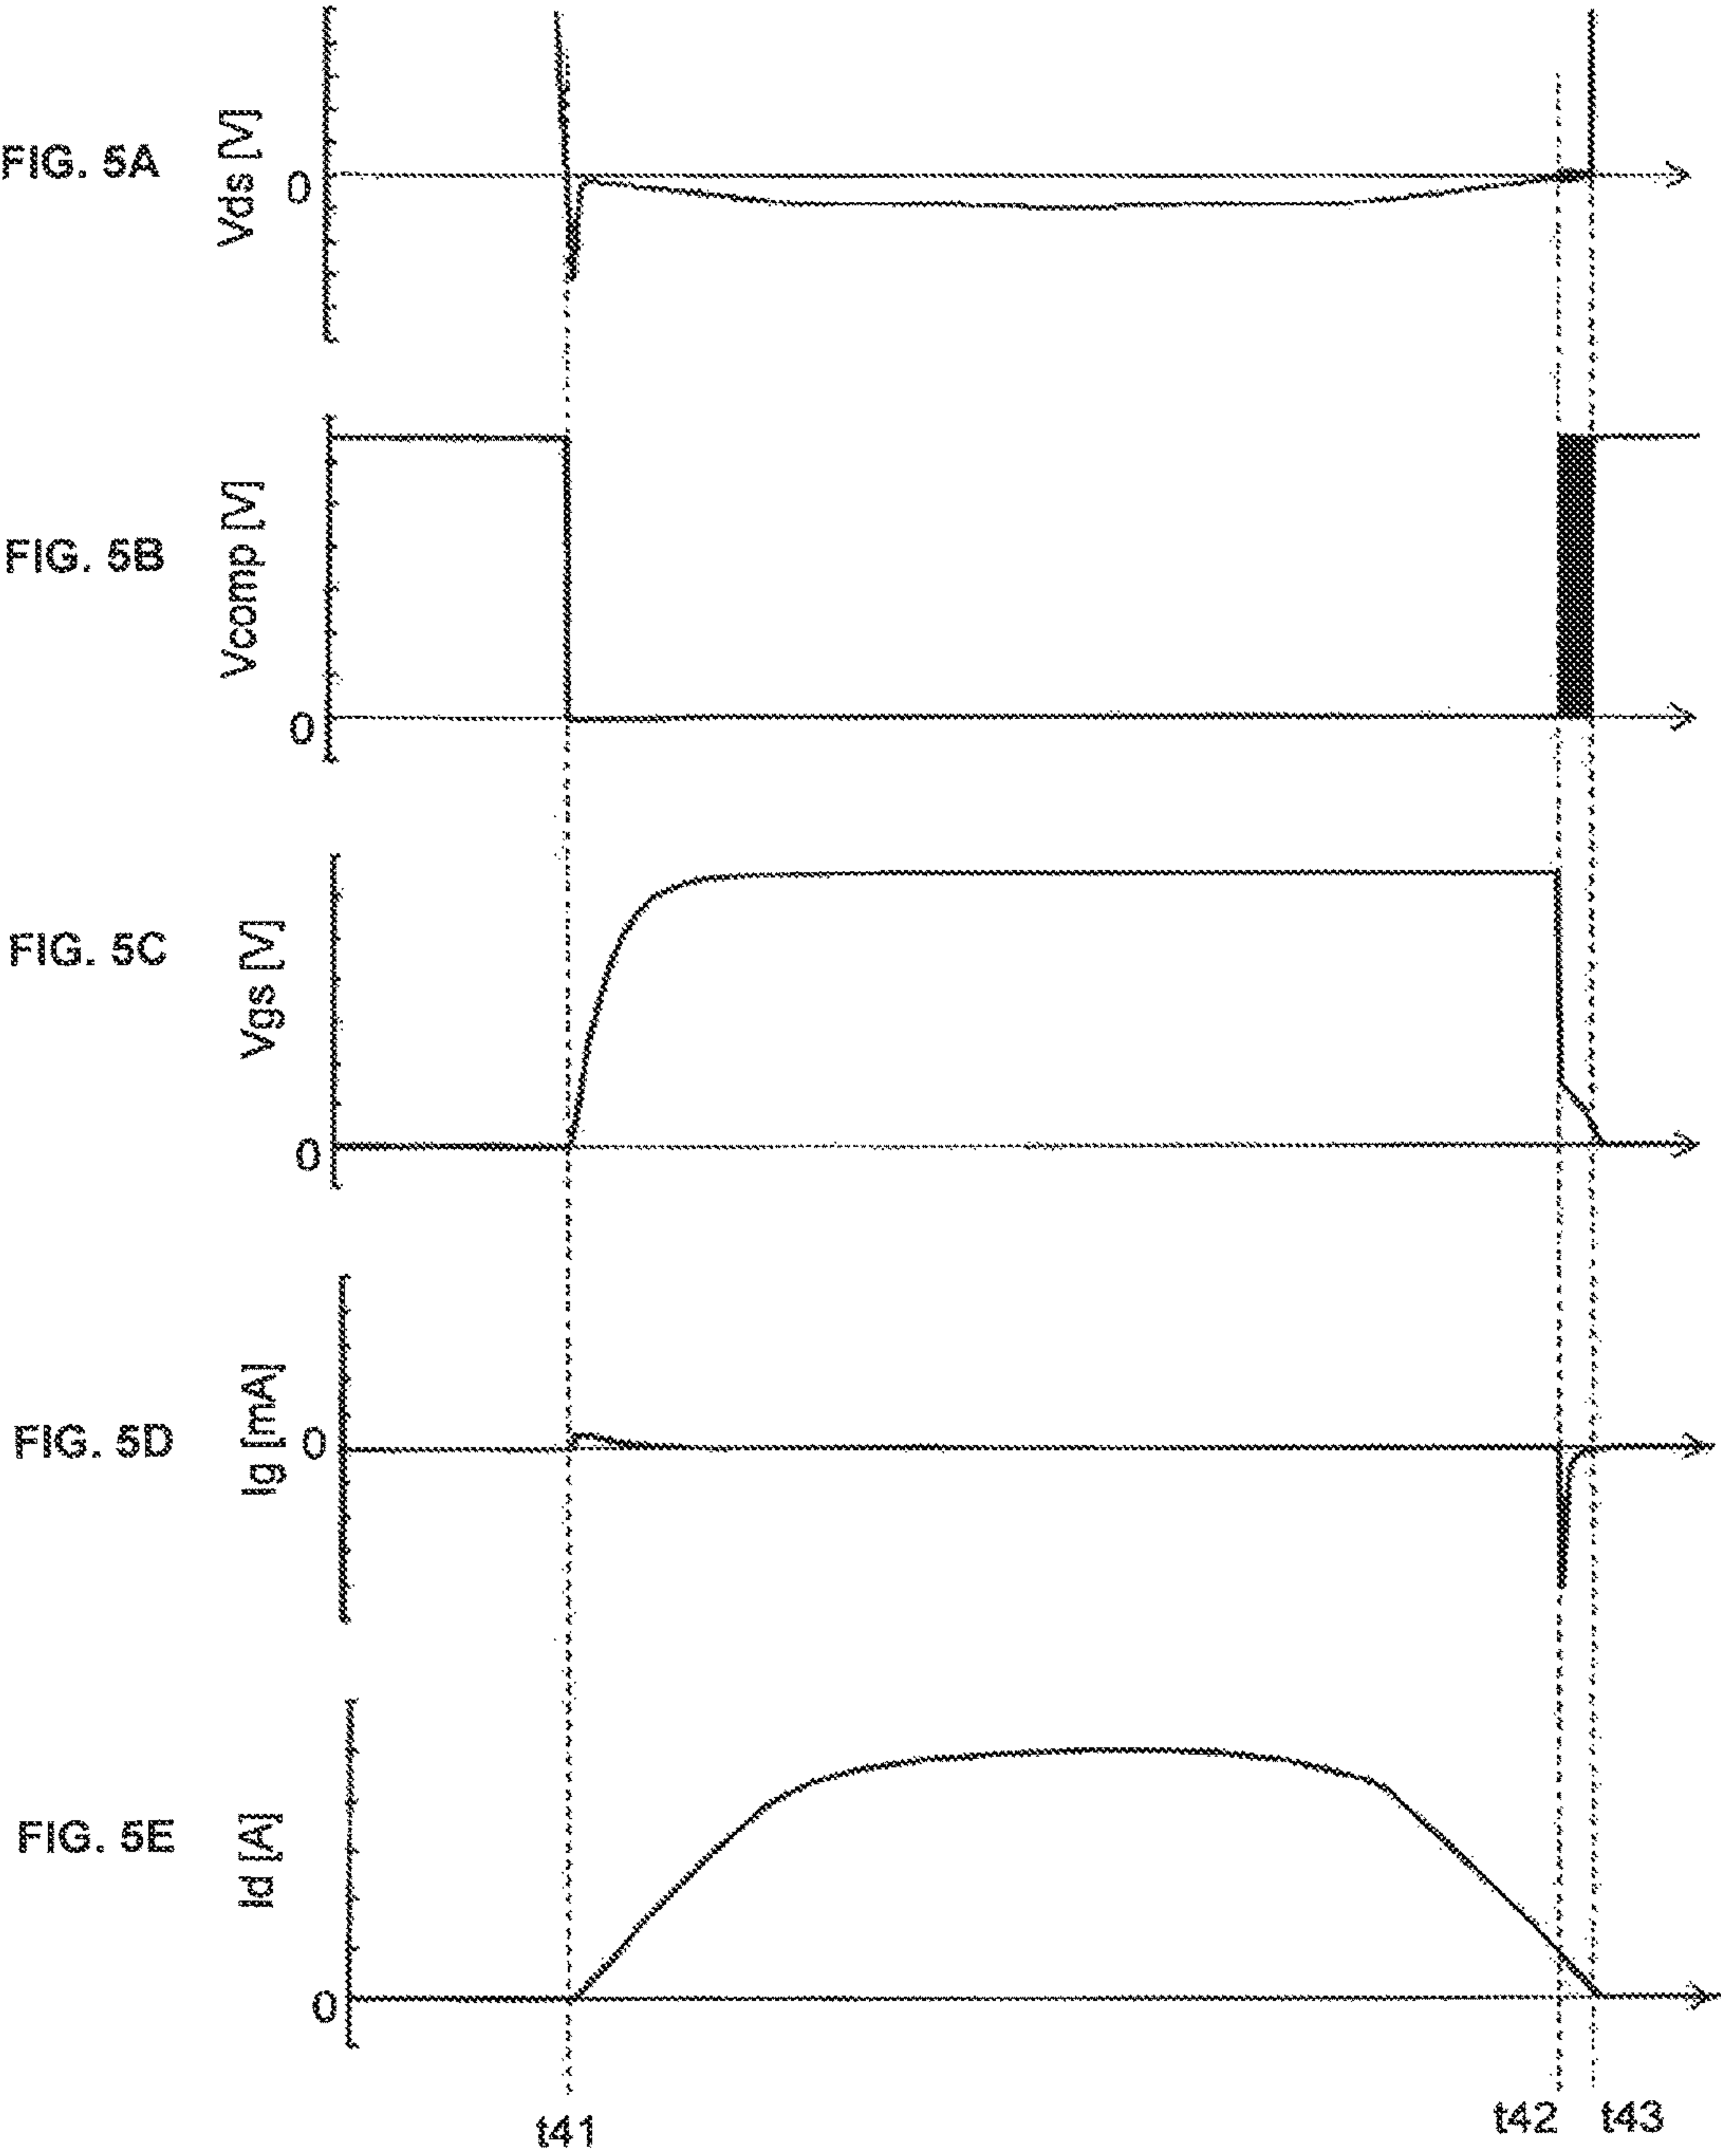 FIG. 5A
Vds [V]
0
FIG. 5B
Vcomp [V]
0
FIG. 5C
Vgs [V]
0
FIG. 5D
Ig [mA]
0
FIG. 5E
Id [A]
0
t41
t42
t43